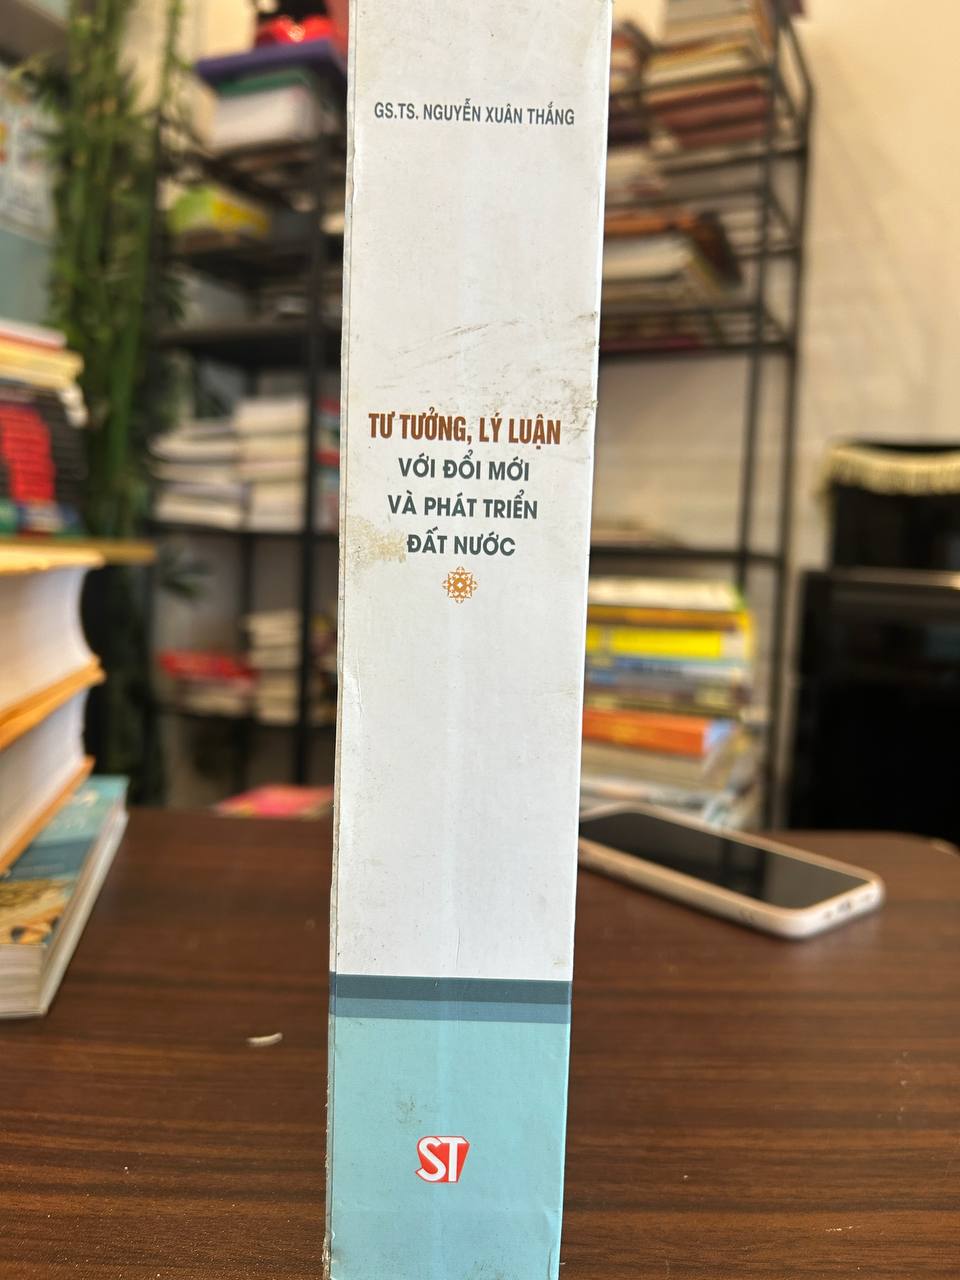 GS.TS. NGUYỄN XUÂN THẮNG
TƯ TƯỞNG, LÝ LUẬN
VỚI ĐỔI MỚI
VÀ PHÁT TRIỂN
ĐẤT NƯỚC
ST